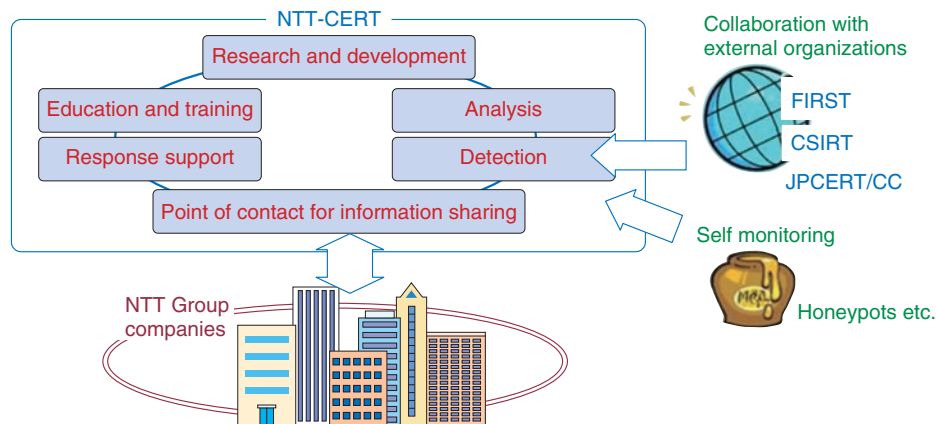 NTT-CERT
Research and development
Education and training
Analysis
Response support
Detection
Point of contact for information sharing
Collaboration with
external organizations
FIRST
CSIRT
JPCERT/CC
Self monitoring
Honeypots etc.
NTT Group
companies